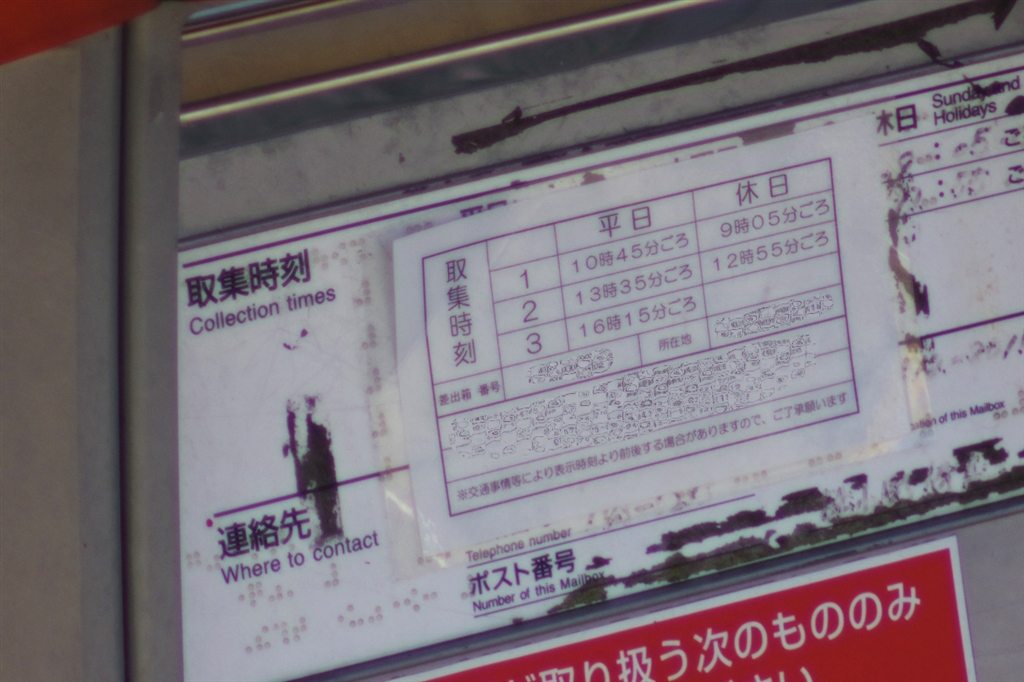 休日 Sunday and Holidays
取集時刻
Collection times
取集時刻
平日 休日
1 10時45分ごろ 9時05分ごろ
2 13時35分ごろ 12時55分ごろ
3 16時15分ごろ
差出箱 番号 所在地
※交通事情等により表示時刻より前後する場合がありますので、ご了承願います
連絡先
Where to contact
Telephone number
ポスト番号
Number of this Mailbox
of this Mailbox
取り扱う次のもののみ